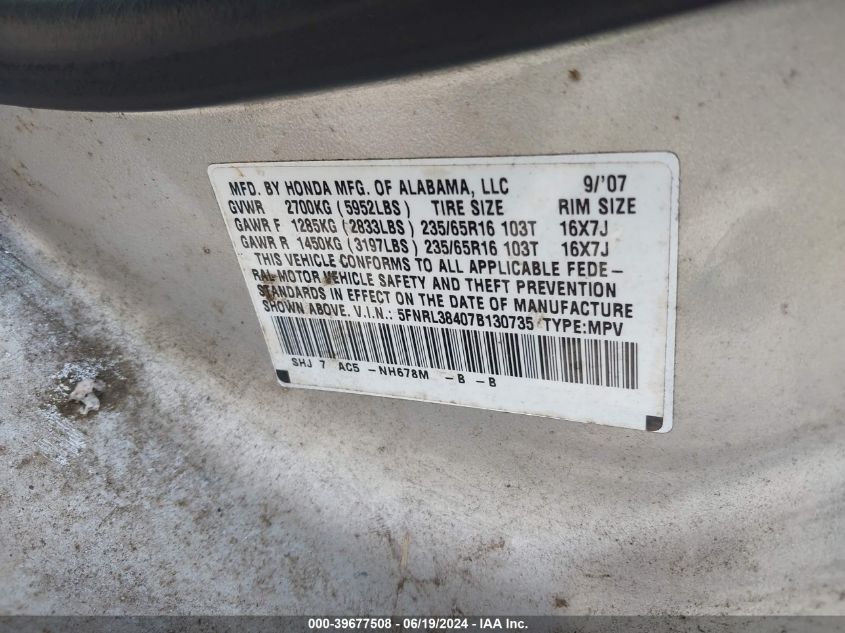 MFD. BY HONDA MFG. OF ALABAMA, LLC 9/'07
GVWR 2700KG (5952LBS) TIRE SIZE RIM SIZE
GAWR F 1285KG (2833LBS) 235/65R16 103T 16X7J
GAWR R 1450KG (3197LBS) 235/65R16 103T 16X7J
THIS VEHICLE CONFORMS TO ALL APPLICABLE FEDE-
RAL MOTOR VEHICLE SAFETY AND THEFT PREVENTION
STANDARDS IN EFFECT ON THE DATE OF MANUFACTURE
SHOWN ABOVE. V.I.N.: 5FNRL38407B130735 TYPE:MPV
SHJ 7 AC5 -NH678M -B -B
000-39677508 - 06/19/2024 - IAA Inc.